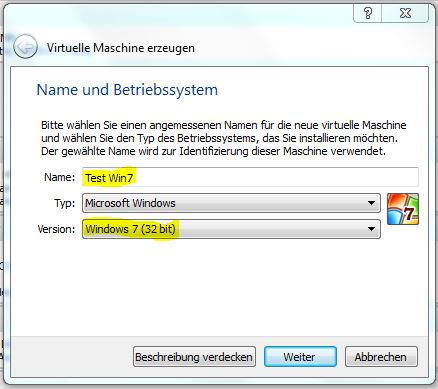 Virtuelle Maschine erzeugen
Name und Betriebssystem
Bitte wählen Sie einen angemessenen Namen für die neue virtuelle Maschine
und wählen Sie den Typ des Betriebssystems, das Sie installieren möchten.
Der gewählte Name wird zur Identifizierung dieser Maschine verwendet.
Name: Test Win7
Typ: Microsoft Windows
7
Version: Windows 7 (32 bit)
Beschreibung verdecken Weiter Abbrechen